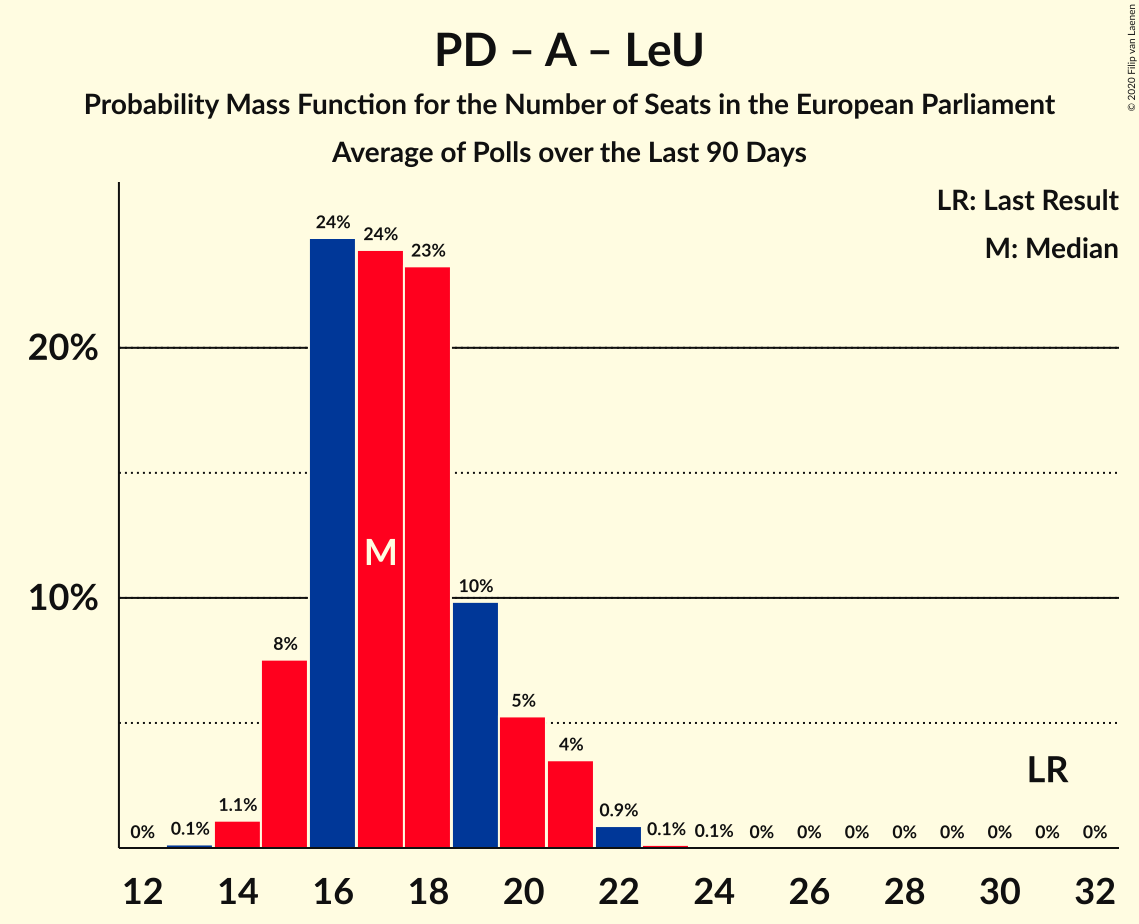 PD – A – LeU
Probability Mass Function for the Number of Seats in the European Parliament
Average of Polls over the Last 90 Days
© 2020 Filip van Laenen
LR: Last Result
M: Median
20%
10%
0%
0.1%
1.1%
8%
24%
24%
23%
10%
5%
4%
0.9%
0.1%
0.1%
0%
0%
0%
0%
0%
0%
0%
0%
M
LR
12 14 16 18 20 22 24 26 28 30 32